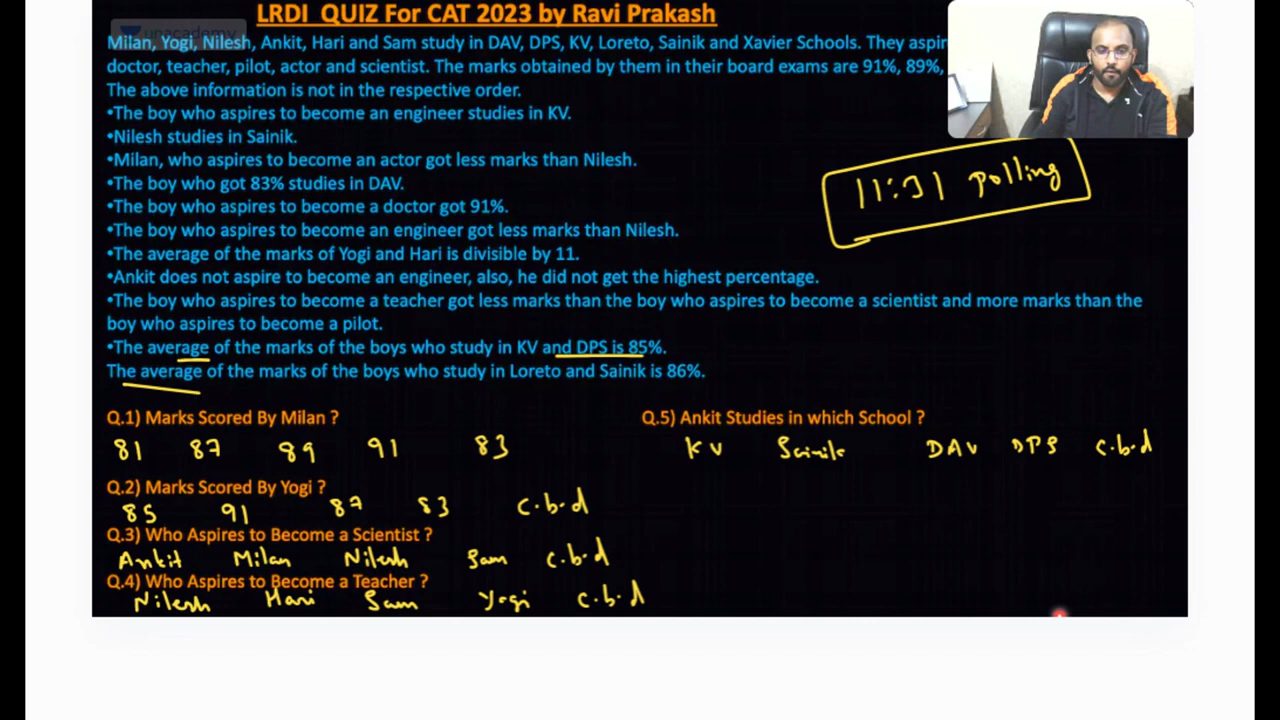 LRDI QUIZ For CAT 2023 by Ravi Prakash
unacademy
Milan, Yogi, Nilesh, Ankit, Hari and Sam study in DAV, DPS, KV, Loreto, Sainik and Xavier Schools. They aspir
doctor, teacher, pilot, actor and scientist. The marks obtained by them in their board exams are 91%, 89%,
The above information is not in the respective order.
•The boy who aspires to become an engineer studies in KV.
•Nilesh studies in Sainik.
•Milan, who aspires to become an actor got less marks than Nilesh.
•The boy who got 83% studies in DAV.
•The boy who aspires to become a doctor got 91%.
•The boy who aspires to become an engineer got less marks than Nilesh.
•The average of the marks of Yogi and Hari is divisible by 11.
•Ankit does not aspire to become an engineer, also, he did not get the highest percentage.
•The boy who aspires to become a teacher got less marks than the boy who aspires to become a scientist and more marks than the
boy who aspires to become a pilot.
•The average of the marks of the boys who study in KV and DPS is 85%.
The average of the marks of the boys who study in Loreto and Sainik is 86%.
11:31 polling
Q.1) Marks Scored By Milan ?
81 87 89 91 83
Q.2) Marks Scored By Yogi ?
85 91 87 83 c.b.d
Q.3) Who Aspires to Become a Scientist ?
Ankit Milan Nilesh Sam c.b.d
Q.4) Who Aspires to Become a Teacher ?
Nilesh Hari Sam Yogi c.b.d
Q.5) Ankit Studies in which School ?
KV Sainik DAV DPS c.b.d